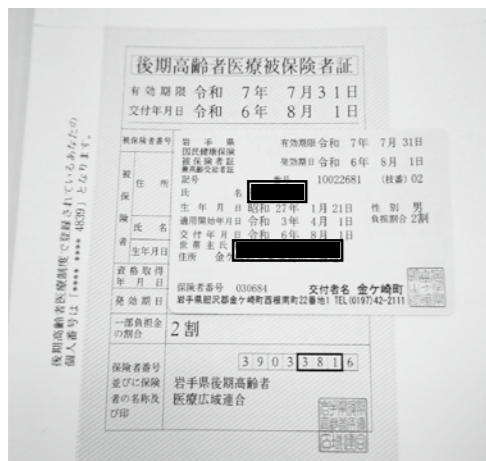 後期高齢者医療被保険者証
有効期限 令和 7年 7月31日
交付年月日 令和 6年 8月 1日
被保険者番号
被保険者
住所
氏名
生年月日
資格取得年月日
発効期日
一部負担金の割合 2割
保険者番号並びに保険者の名称及び印
39033816
岩手県後期高齢者
医療広域連合
岩手県
国民健康保険
被保険者証
兼高齢受給者証
有効期限 令和 7年 7月 31日
発効期日 令和 6年 8月 1日
記号
番号 10022681 (枝番) 02
氏名
生年月日 昭和 27年 1月 21日 性別 男
適用開始年月日 令和 3年 4月 1日 負担割合 2割
交付年月日 令和 6年 8月 1日
世帯主氏
住所 金ケ
保険者番号 030684 交付者名 金ケ崎町
岩手県胆沢郡金ケ崎町西根南町22番地1 TEL (0197)42-2111
後期高齢者医療制度で登録されているあなたの
個人番号は「**** **** 4839」となります。